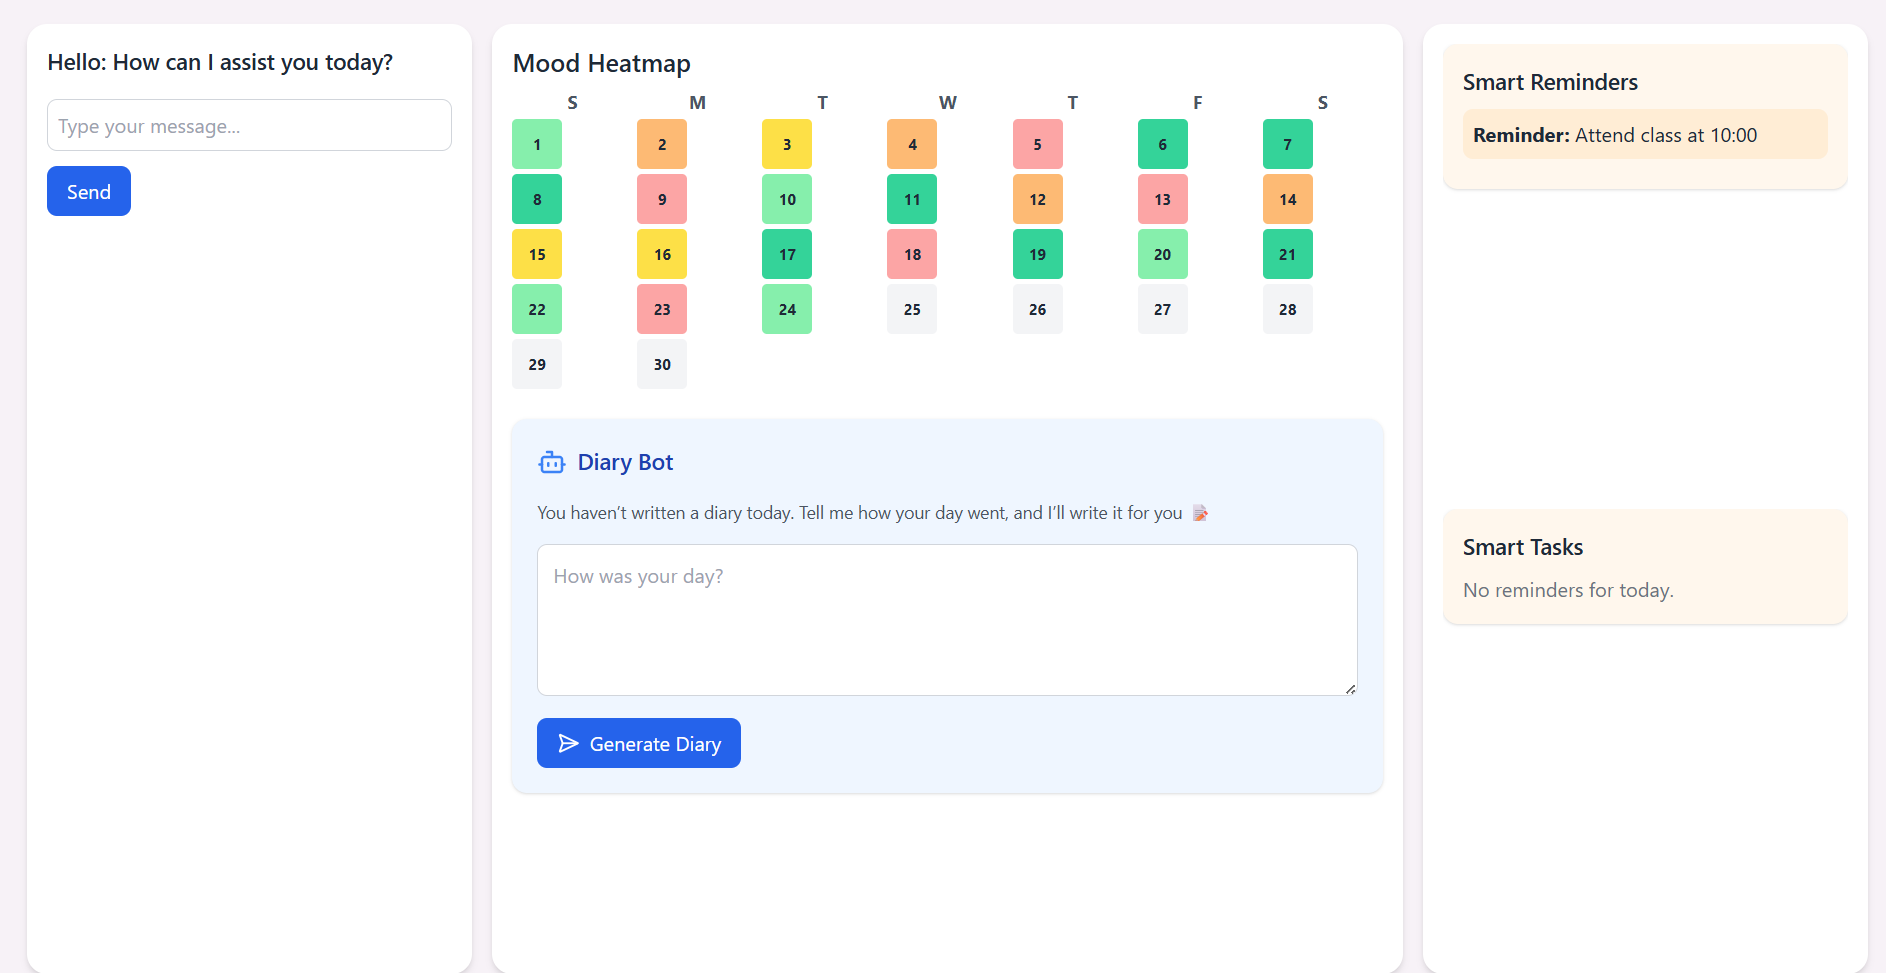 Hello: How can I assist you today?
Type your message...
Send
Mood Heatmap
S M T W T F S
1 2 3 4 5 6 7
8 9 10 11 12 13 14
15 16 17 18 19 20 21
22 23 24 25 26 27 28
29 30
Diary Bot
You haven’t written a diary today. Tell me how your day went, and I’ll write it for you 📝
How was your day?
Generate Diary
Smart Reminders
Reminder: Attend class at 10:00
Smart Tasks
No reminders for today.